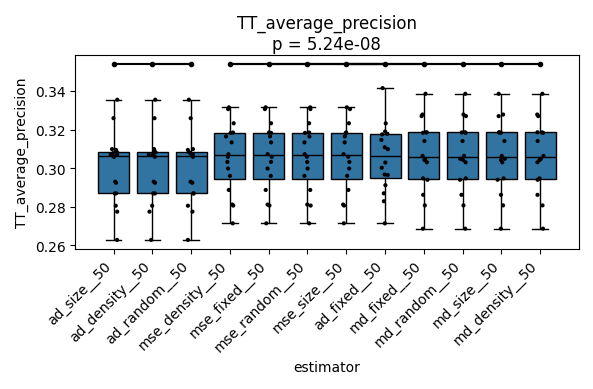 TT_average_precision
p = 5.24e-08
TT_average_precision
0.34
0.32
0.30
0.28
0.26
ad_size__50
ad_density__50
ad_random__50
mse_density__50
mse_fixed__50
mse_random__50
mse_size__50
ad_fixed__50
md_fixed__50
md_random__50
md_size__50
md_density__50
estimator